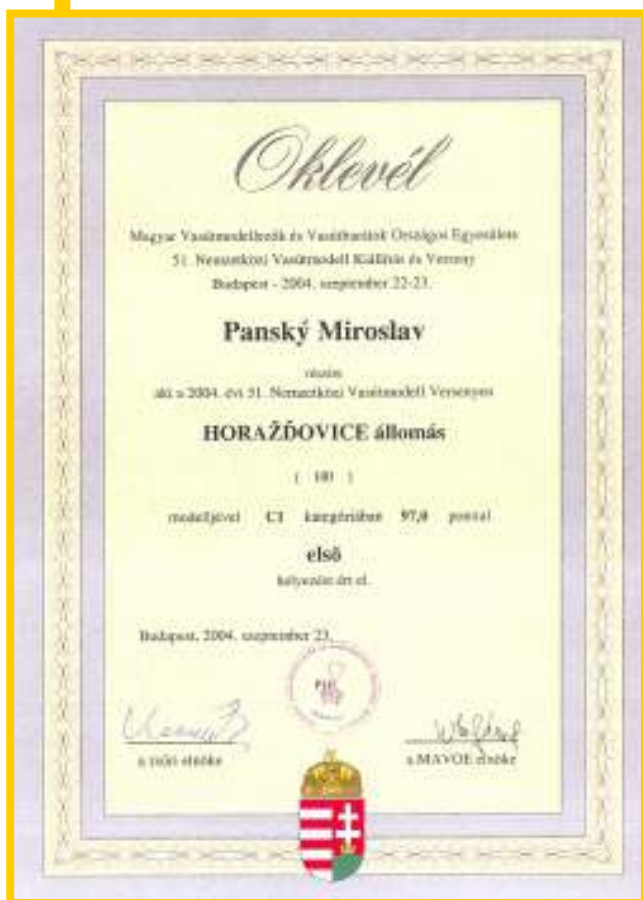 Oklevél
Magyar Vasútmodellezők és Vasútbarátok Országos Egyesülete
51. Nemzetközi Vasútmodell Kiállítás és Verseny
Budapest - 2004. szeptember 22-23.
Panský Miroslav
részére
aki a 2004. évi 51. Nemzetközi Vasútmodell Versenyen
HORAŽĎOVICE állomás
( H0 )
modelljével C1 kategóriában 97,0 ponttal
első
helyezést ért el.
Budapest, 2004. szeptember 23.
a zsűri elnöke
a MAVOE elnöke